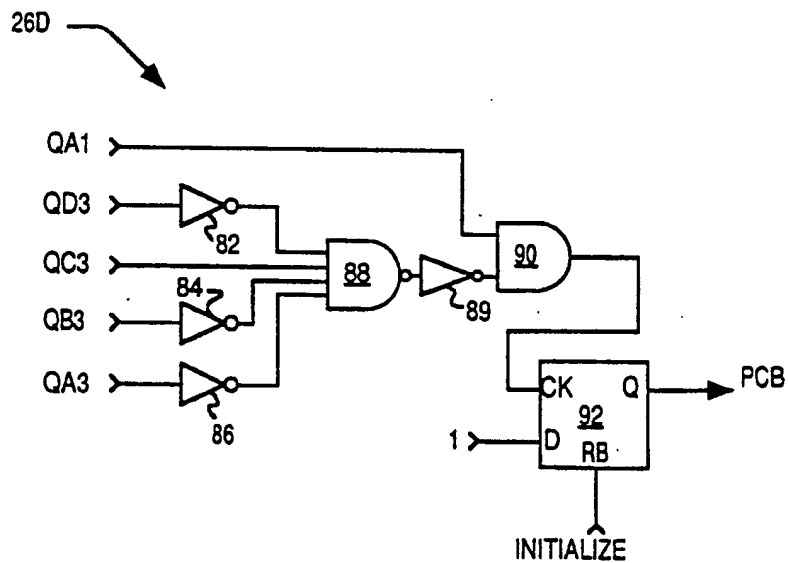 26D
QA1
QD3
82
QC3
84
88
90
89
QB3
QA3
86
CK
Q
PCB
92
1
D
RB
INITIALIZE